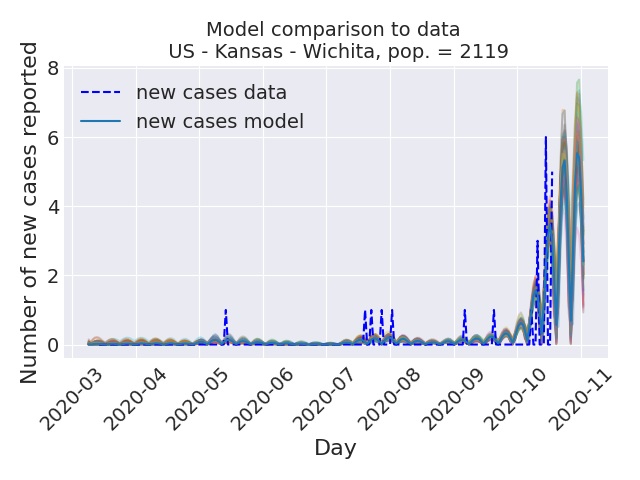 Model comparison to data
US - Kansas - Wichita, pop. = 2119
new cases data
new cases model
Number of new cases reported
8
6
4
2
0
2020-03
2020-04
2020-05
2020-06
2020-07
2020-08
2020-09
2020-10
2020-11
Day